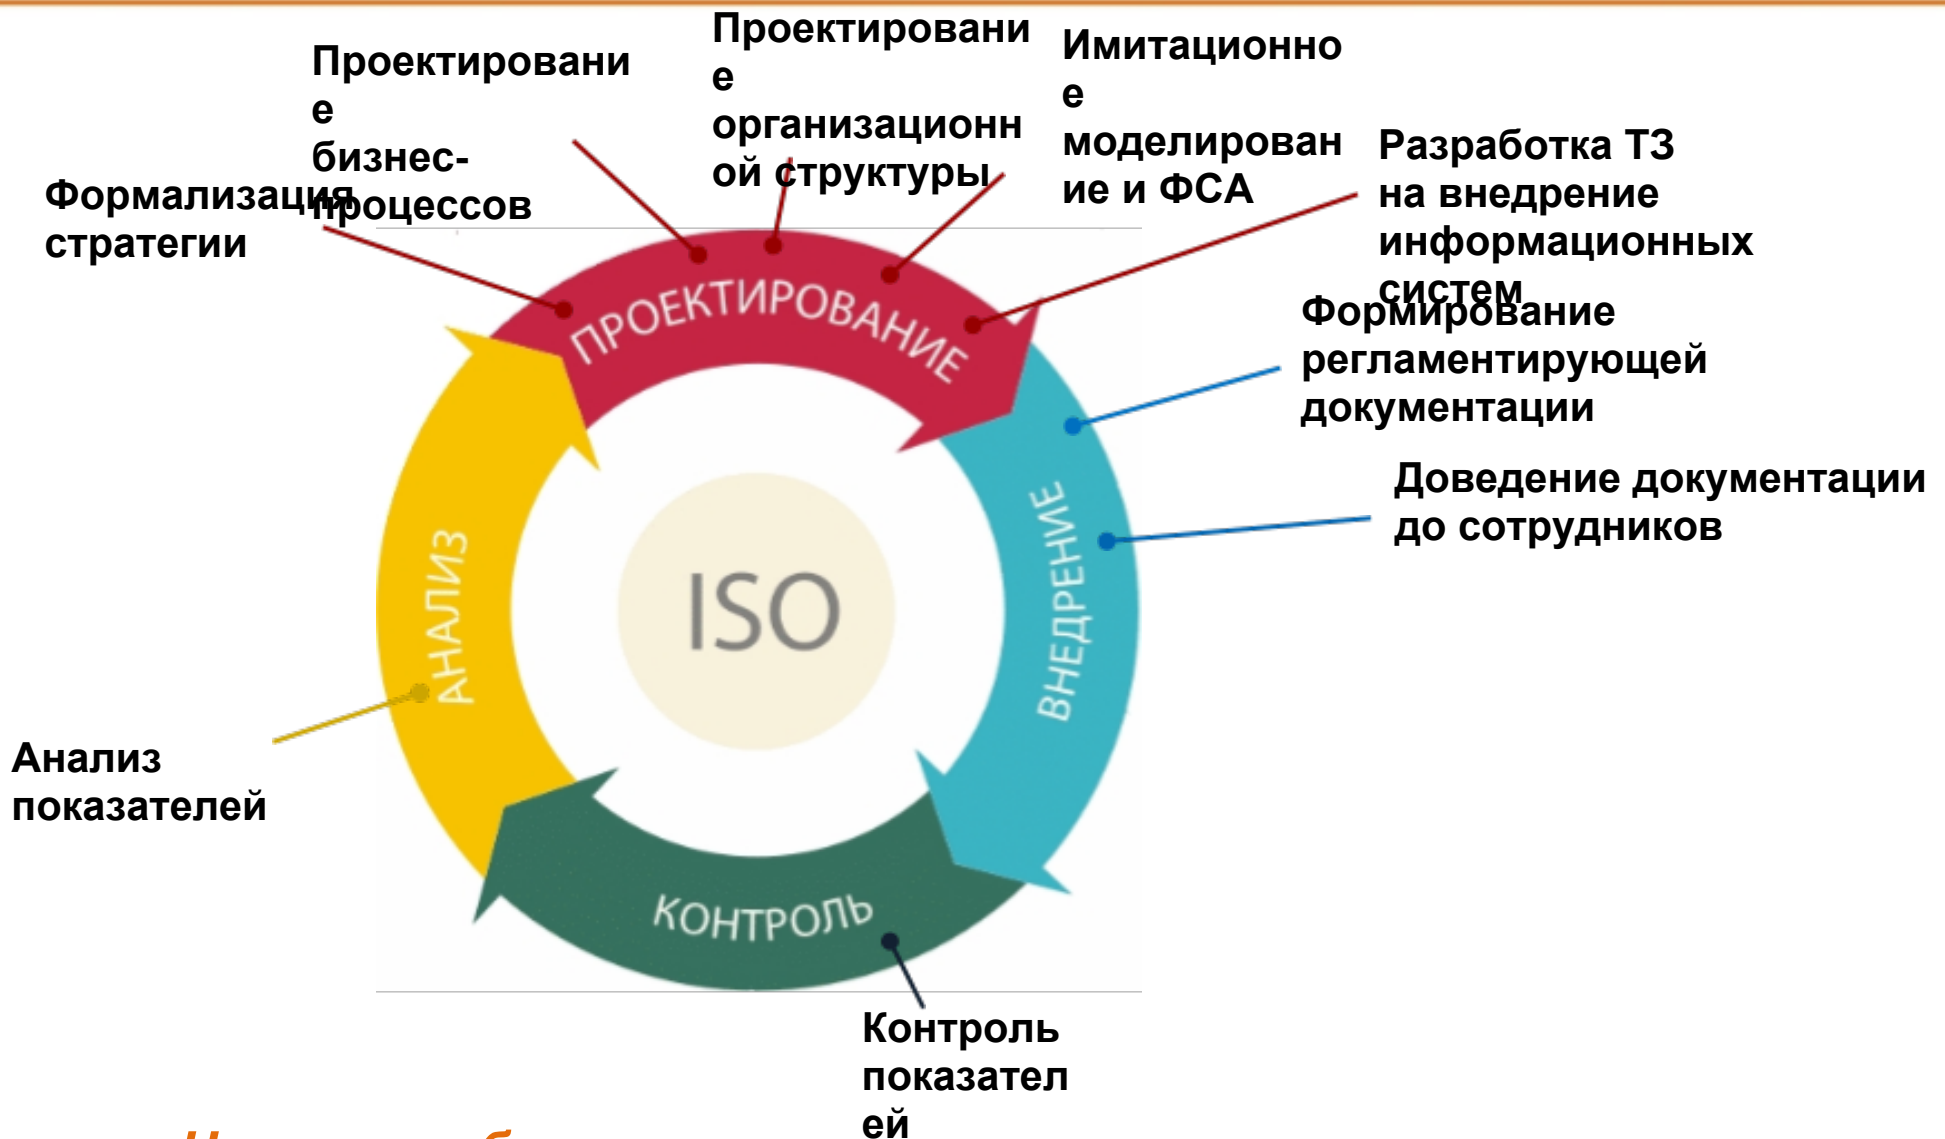 Проектировани
е
бизнес-
процессов
Проектировани
е
организационн
ой структуры
Имитационно
е
моделирован
ие и ФСА
Разработка ТЗ
на внедрение
информационных
систем
Формализация
стратегии
Формирование
регламентирующей
документации
Доведение документации
до сотрудников
ПРОЕКТИРОВАНИЕ
ВНЕДРЕНИЕ
КОНТРОЛЬ
АНАЛИЗ
ISO
Анализ
показателей
Контроль
показател
ей